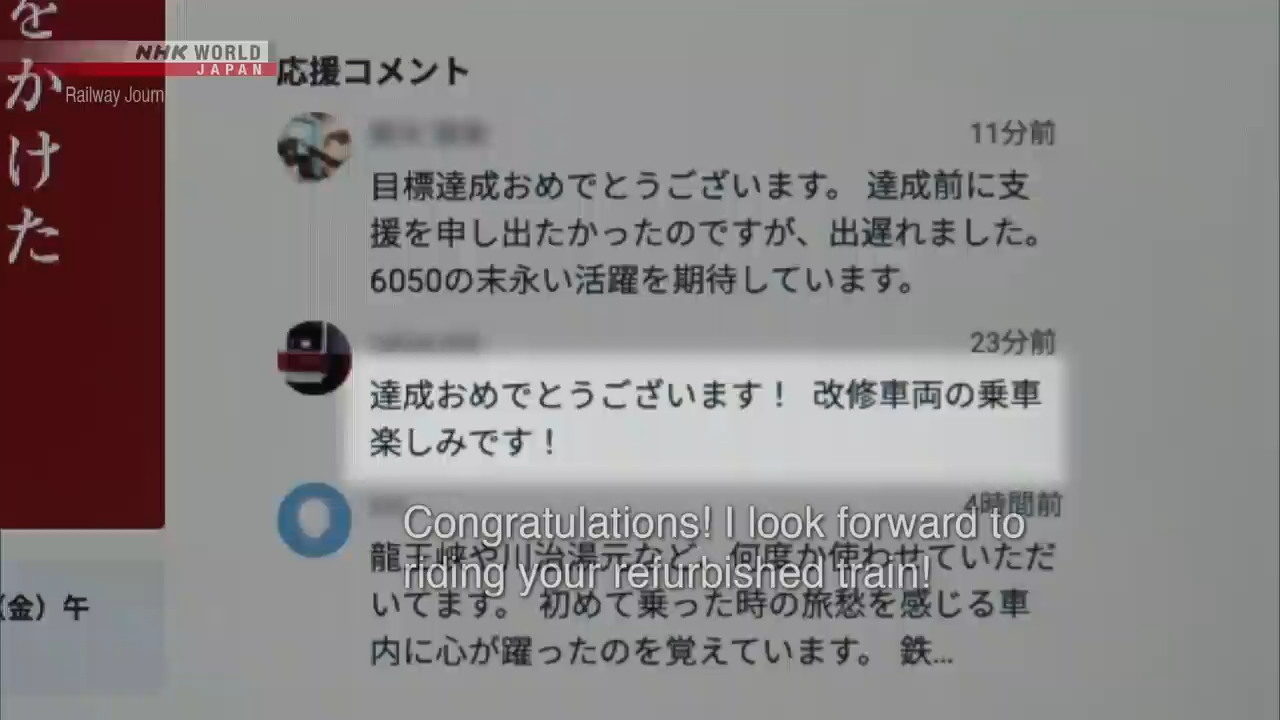 をかけた
NHK WORLD
JAPAN
Railway Journ
応援コメント
11分前
目標達成おめでとうございます。 達成前に支
援を申し出たかったのですが、出遅れました。
6050の末永い活躍を期待しています。
23分前
達成おめでとうございます！ 改修車両の乗車
楽しみです！
4時間前
Congratulations! I look forward to
riding your refurbished train!
龍王峡や川治湯元など、何度か使わせていただ
いてます。 初めて乗った時の旅愁を感じる車
内に心が躍ったのを覚えています。 鉄...
(金) 午